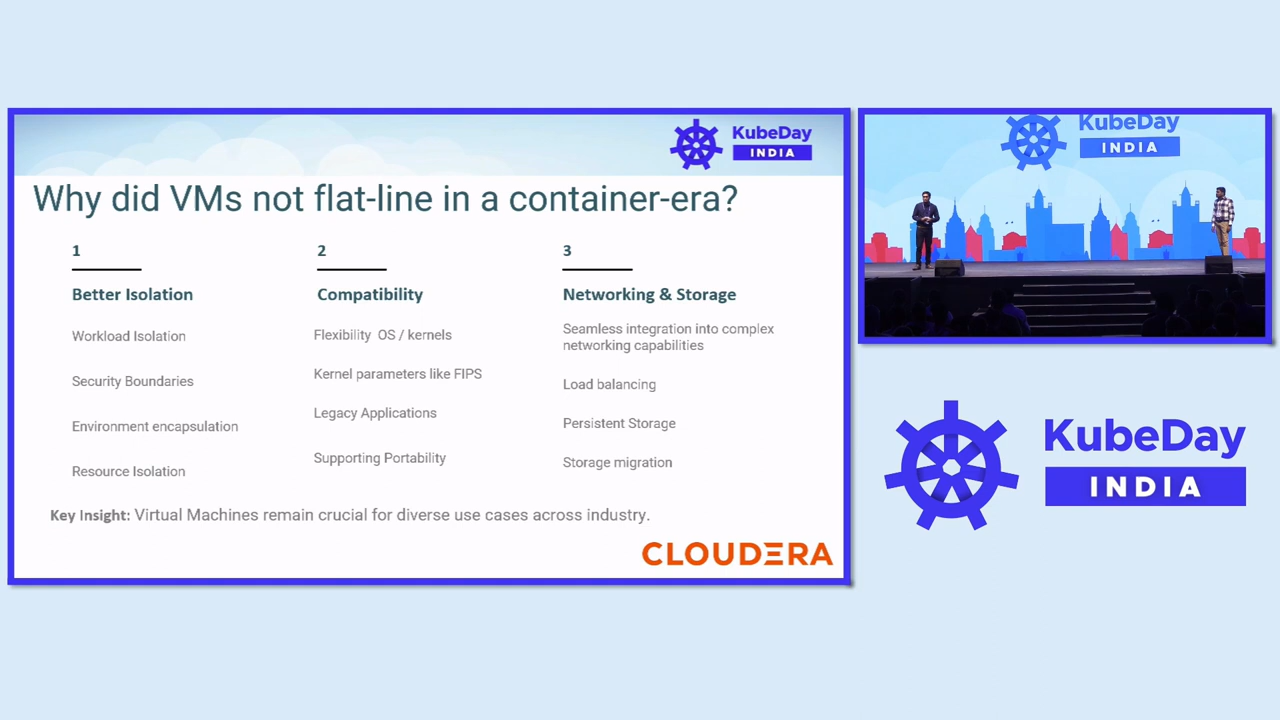 KubeDay
INDIA
Why did VMs not flat-line in a container-era?
1
Better Isolation
Workload Isolation
Security Boundaries
Environment encapsulation
Resource Isolation
2
Compatibility
Flexibility OS / kernels
Kernel parameters like FIPS
Legacy Applications
Supporting Portability
3
Networking & Storage
Seamless integration into complex
networking capabilities
Load balancing
Persistent Storage
Storage migration
Key Insight: Virtual Machines remain crucial for diverse use cases across industry.
CLOUDERA
KubeDay
INDIA
KubeDay
INDIA